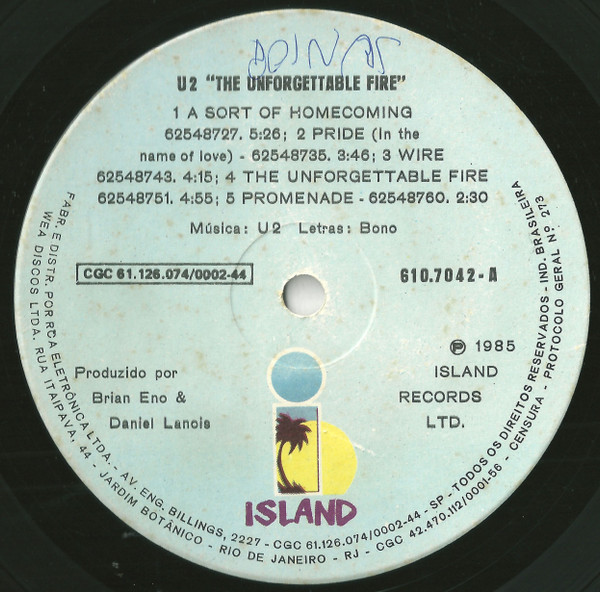 U2 "THE UNFORGETTABLE FIRE"
1 A SORT OF HOMECOMING
62548727. 5:26; 2 PRIDE (In the
name of love) - 62548735. 3:46; 3 WIRE
62548743. 4:15; 4 THE UNFORGETTABLE FIRE
62548751. 4:55; 5 PROMENADE - 62548760. 2:30
Música: U2 Letras: Bono
CGC 61.126.074/0002-44
610.7042-A
Produzido por
Brian Eno &
Daniel Lanois
℗ 1985
ISLAND
RECORDS
LTD.
ISLAND
FABR. E DISTR. POR RCA ELETRÔNICA LTDA. - AV. ENG. BILLINGS, 2227 - CGC 61.126.074/0002-44 - SP - TODOS OS DIREITOS RESERVADOS - IND. BRASILEIRA
WEA DISCOS LTDA. RUA ITAIPAVA, 44 - JARDIM BOTÂNICO - RIO DE JANEIRO - RJ - CGC 42.470.112/0001-56 - CENSURA - PROTOCOLO GERAL Nº 273